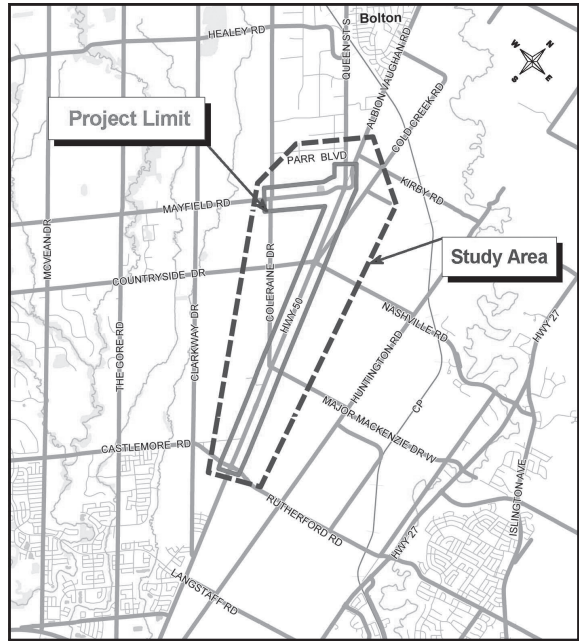 Bolton
HEALEY RD
QUEEN ST S
ALBION VAUGHAN RD
COLD CREEK RD
N
W
E
S
Project Limit
PARR BLVD
KIRBY RD
MAYFIELD RD
Study Area
MCVEAN DR
COUNTRYSIDE DR
COLERAINE DR
HWY 50
THE GORE RD
CLARKWAY DR
NASHVILLE RD
HWY 27
HUNTINGTON RD
MAJOR MACKENZIE DR W
CP
CASTLEMORE RD
RUTHERFORD RD
HWY 27
ISLINGTON AVE
LANGSTAFF RD